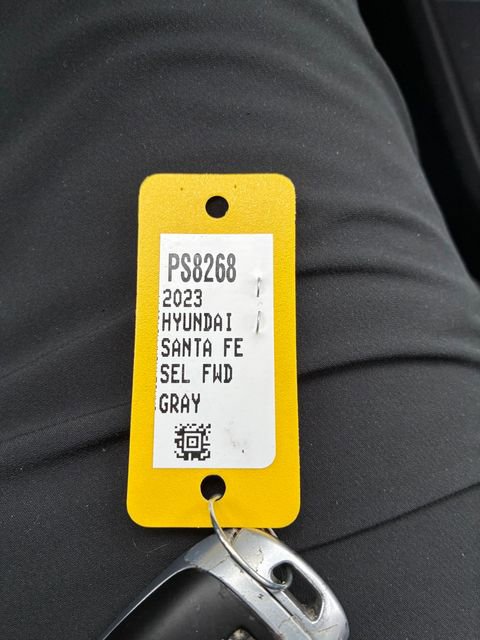 PS8268
2023
HYUNDAI
SANTA FE
SEL FWD
GRAY